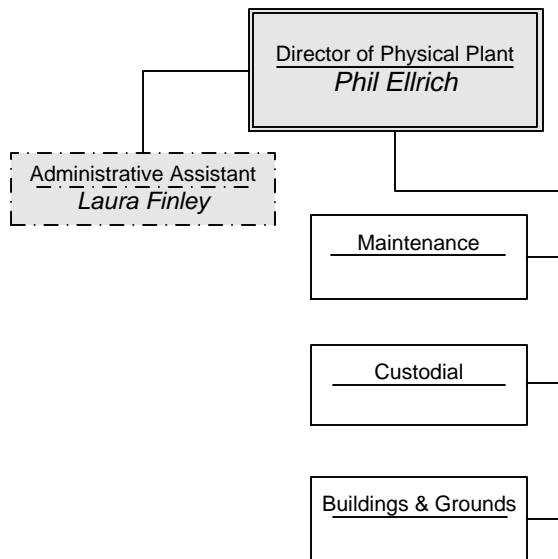 Director of Physical Plant
Phil Ellrich
Administrative Assistant
Laura Finley
Maintenance
Custodial
Buildings & Grounds